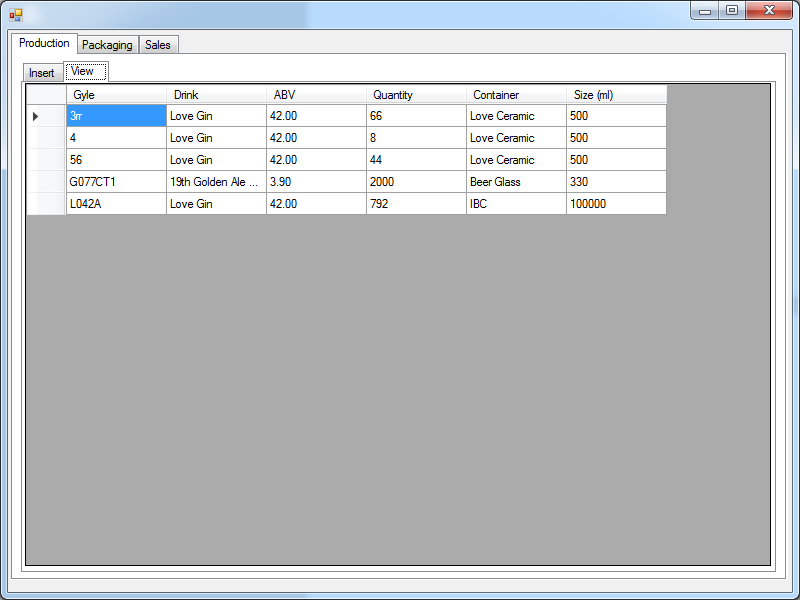 Production Packaging Sales
Insert View
Gyle Drink ABV Quantity Container Size (ml)
3rr Love Gin 42.00 66 Love Ceramic 500
4 Love Gin 42.00 8 Love Ceramic 500
56 Love Gin 42.00 44 Love Ceramic 500
G077CT1 19th Golden Ale ... 3.90 2000 Beer Glass 330
L042A Love Gin 42.00 792 IBC 100000